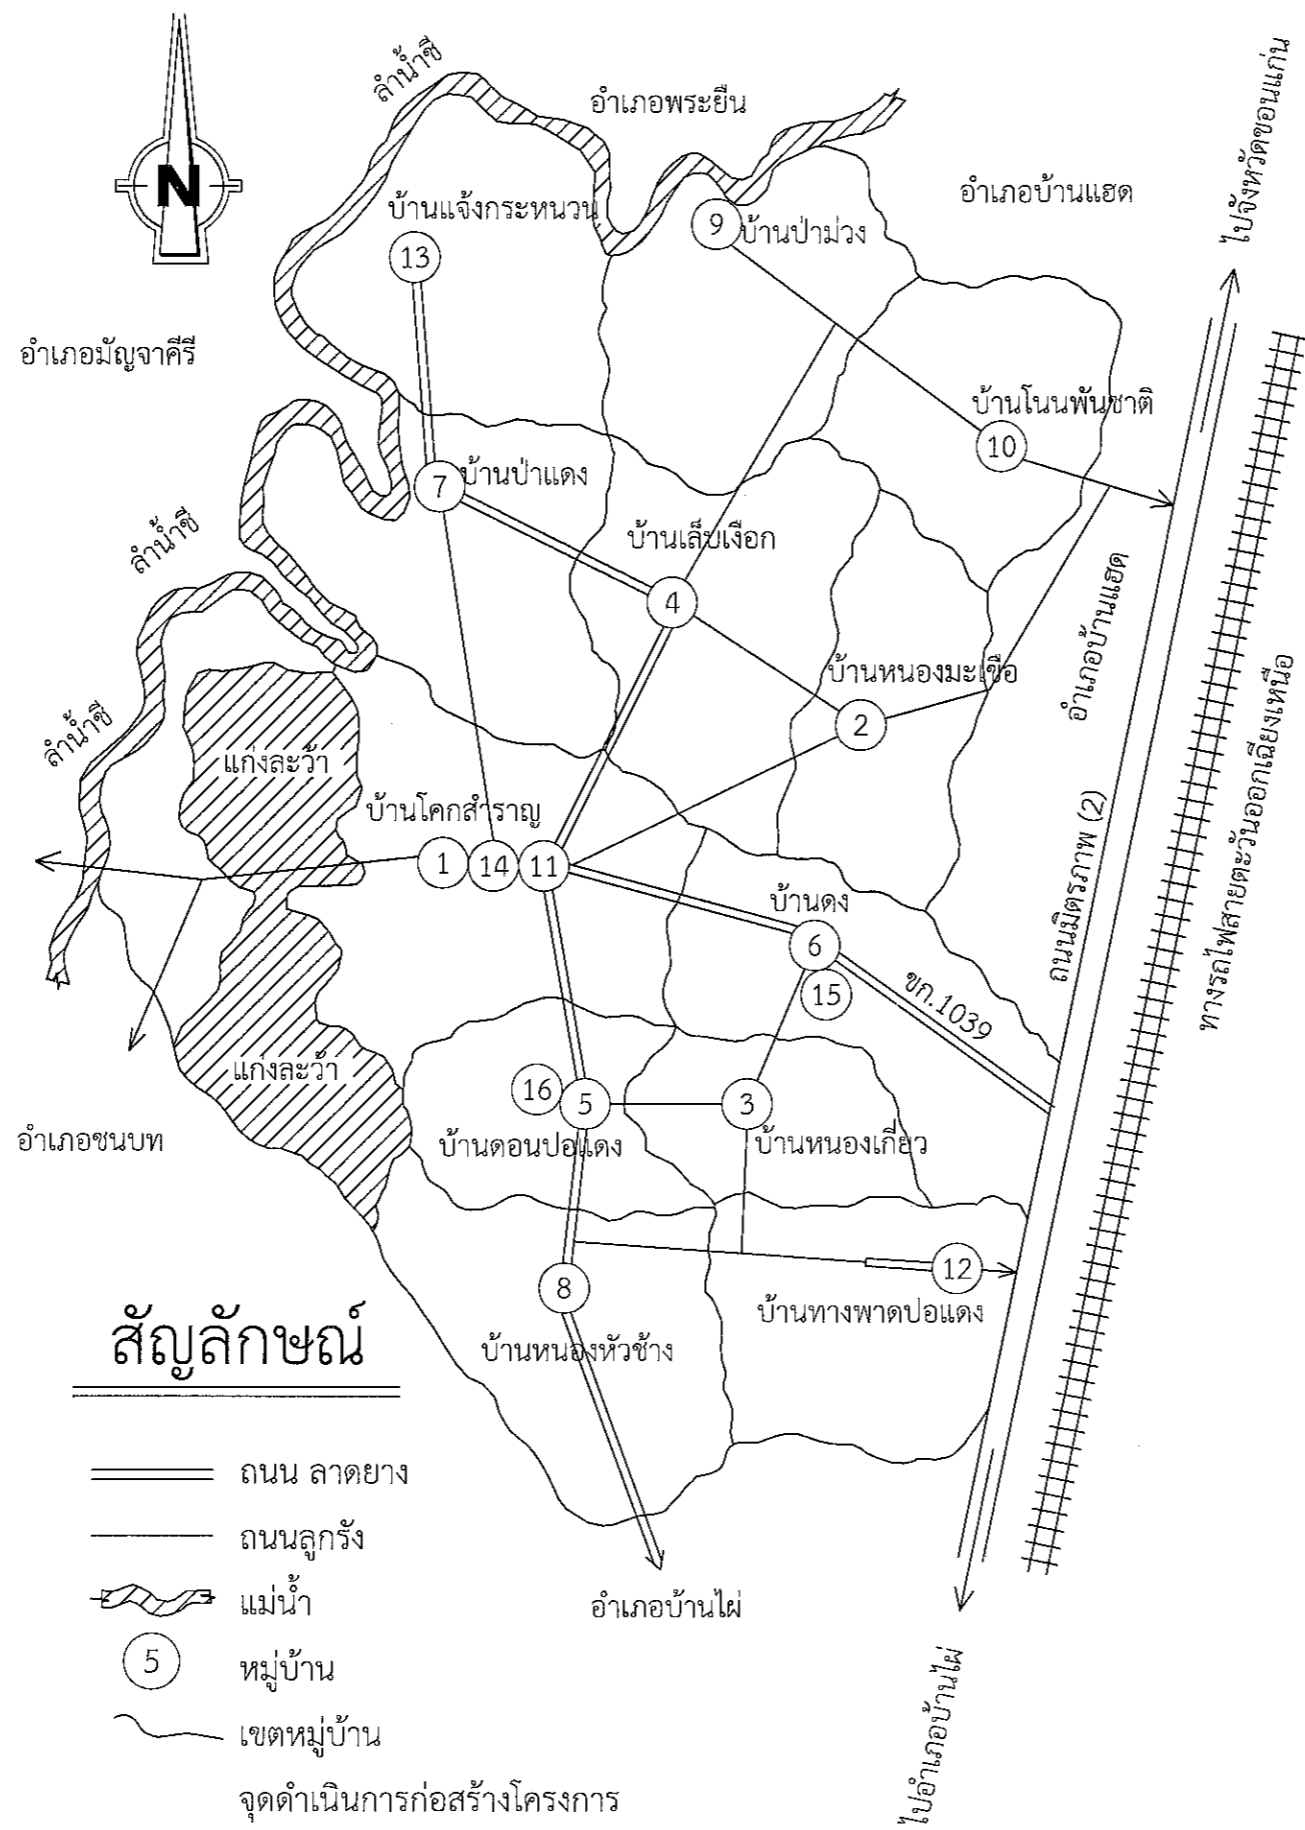 ลำน้ำชี
อำเภอพระยืน
ไปจังหวัดขอนแก่น
N
อำเภอบ้านแฮด
บ้านแจ้งกระหนวน
9
บ้านป่าม่วง
13
อำเภอมัญจาคีรี
บ้านโนนพันชาติ
10
บ้านป่าแดง
7
ลำน้ำชี
บ้านเล็บเงือก
4
อำเภอบ้านแฮด
บ้านหนองมะเขือ
2
ทางรถไฟสายตะวันออกเฉียงเหนือ
ลำน้ำชี
แก่งละว้า
บ้านโคกสำราญ
1
14
11
ถนนมิตรภาพ (2)
บ้านดง
6
15
ขก.1039
แก่งละว้า
16
5
3
อำเภอชนบท
บ้านดอนปอแดง
บ้านหนองเกี่ยว
12
8
บ้านทางพาดปอแดง
บ้านหนองหัวช้าง
สัญลักษณ์
ถนน ลาดยาง
ถนนลูกรัง
แม่น้ำ
อำเภอบ้านไผ่
5
หมู่บ้าน
เขตหมู่บ้าน
จุดดำเนินการก่อสร้างโครงการ
ไปอำเภอบ้านไผ่